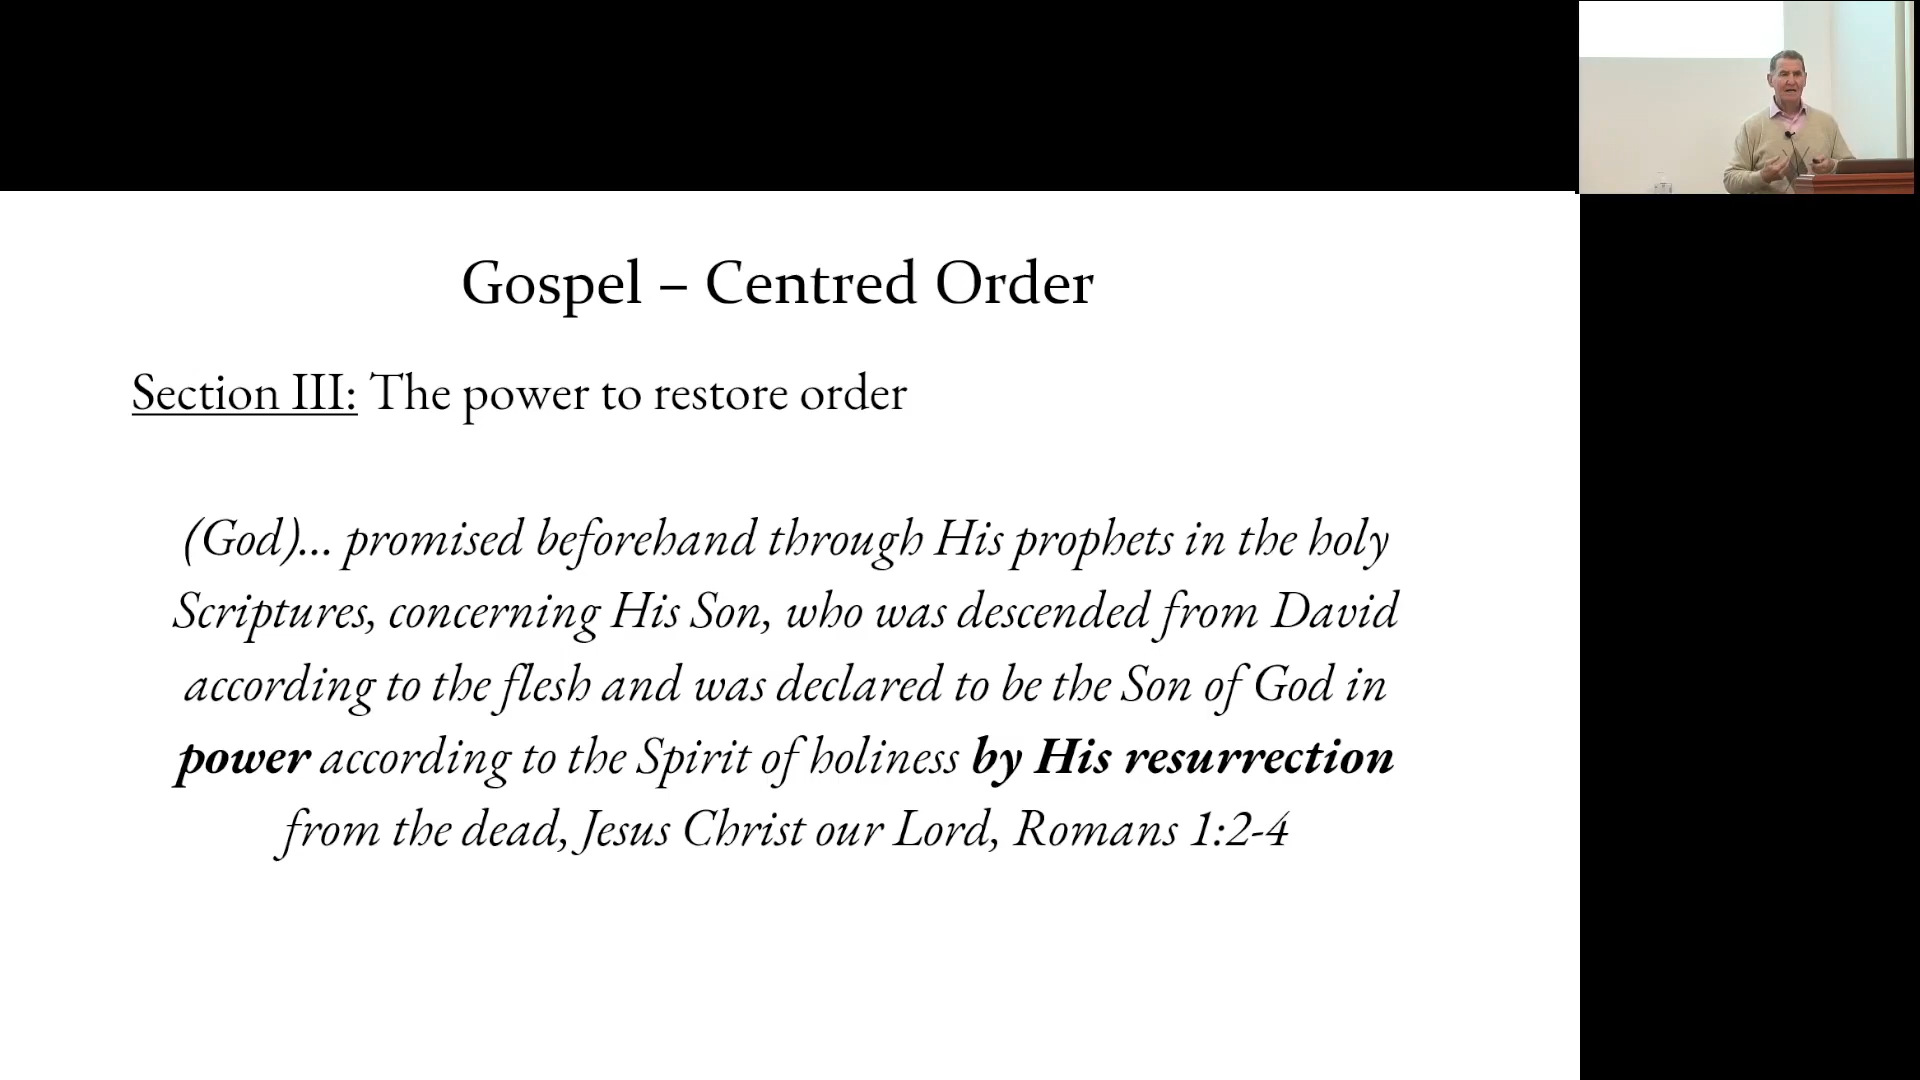 Gospel – Centred Order
Section III: The power to restore order
(God)... promised beforehand through His prophets in the holy
Scriptures, concerning His Son, who was descended from David
according to the flesh and was declared to be the Son of God in
power according to the Spirit of holiness by His resurrection
from the dead, Jesus Christ our Lord, Romans 1:2-4